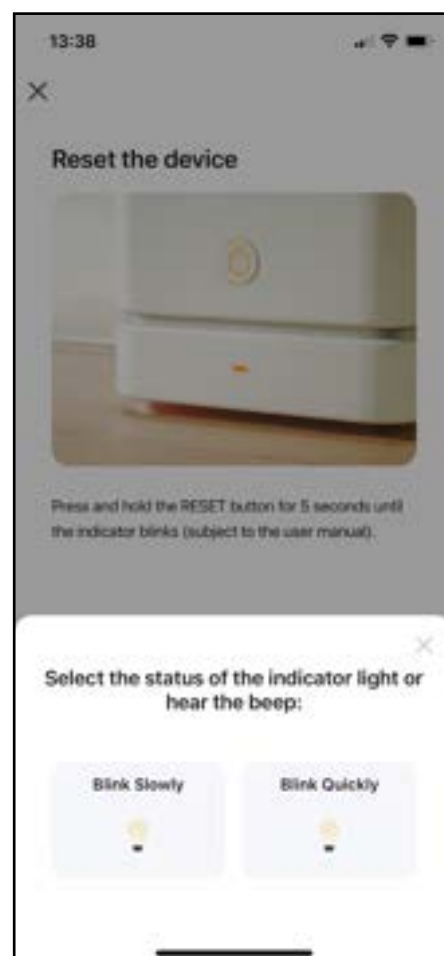 13:38
Reset the device
Press and hold the RESET button for 5 seconds until
the indicator blinks (subject to the user manual).
Select the status of the indicator light or
hear the beep:
Blink Slowly
Blink Quickly